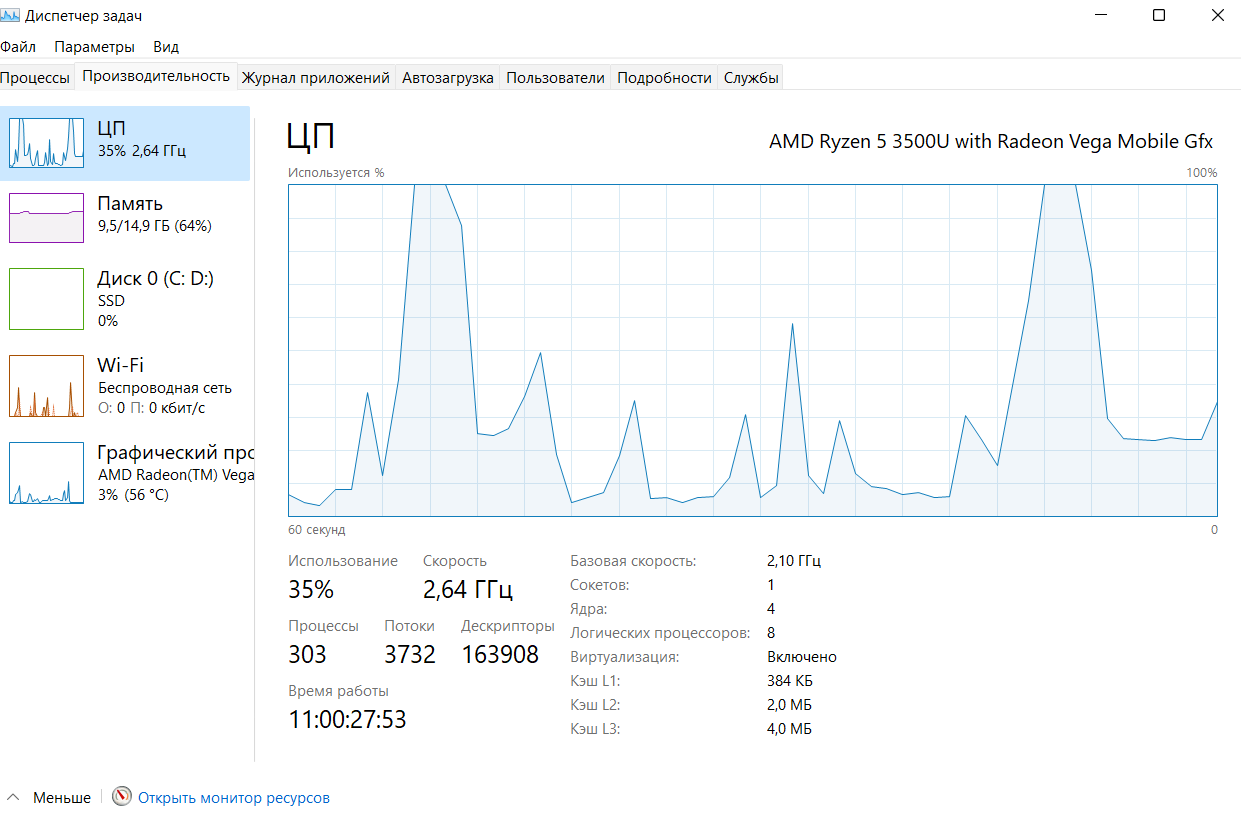 Диспетчер задач
Файл Параметры Вид
Процессы Производительность Журнал приложений Автозагрузка Пользователи Подробности Службы
ЦП
35% 2,64 ГГц
Память
9,5/14,9 ГБ (64%)
Диск 0 (C: D:)
SSD
0%
Wi-Fi
Беспроводная сеть
О: 0 П: 0 кбит/с
Графический прс
AMD Radeon(TM) Vega
3% (56 °C)
ЦП
AMD Ryzen 5 3500U with Radeon Vega Mobile Gfx
Используется % 100%
60 секунд 0
Использование Скорость
35% 2,64 ГГц
Процессы Потоки Дескрипторы
303 3732 163908
Время работы
11:00:27:53
Базовая скорость: 2,10 ГГц
Сокетов: 1
Ядра: 4
Логических процессоров: 8
Виртуализация: Включено
Кэш L1: 384 КБ
Кэш L2: 2,0 МБ
Кэш L3: 4,0 МБ
Меньше Открыть монитор ресурсов